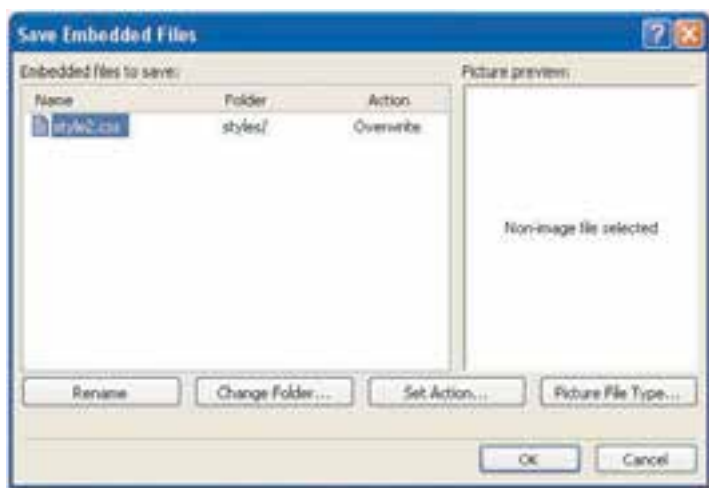 Save Embedded Files
Embedded files to save:
Picture preview:
Name Folder Action
style2.css styles/ Overwrite
Non-image file selected
Rename Change Folder... Set Action... Picture File Type...
OK Cancel